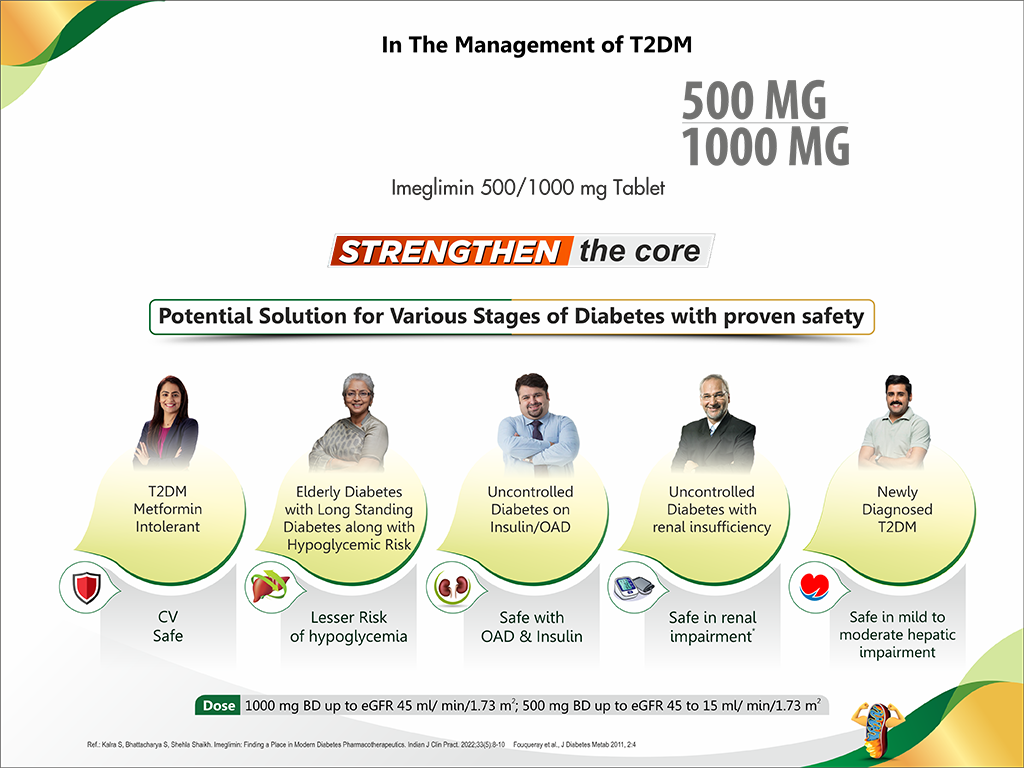 In The Management of T2DM
500 MG
1000 MG
Imeglimin 500/1000 mg Tablet
STRENGTHEN the core
Potential Solution for Various Stages of Diabetes with proven safety
T2DM
Metformin
Intolerant
Elderly Diabetes
with Long Standing
Diabetes along with
Hypoglycemic Risk
Uncontrolled
Diabetes on
Insulin/OAD
Uncontrolled
Diabetes with
renal insufficiency
Newly
Diagnosed
T2DM
CV
Safe
Lesser Risk
of hypoglycemia
Safe with
OAD & Insulin
Safe in renal
impairment*
Safe in mild to
moderate hepatic
impairment
Dose 1000 mg BD up to eGFR 45 ml/ min/1.73 m²; 500 mg BD up to eGFR 45 to 15 ml/ min/1.73 m²
Ref.: Kalra S, Bhattacharya S, Shehla Shaikh. Imeglimin: Finding a Place in Modern Diabetes Pharmacotherapeutics. Indian J Clin Pract. 2022;33(5):8-10 Fouqueray et al., J Diabetes Metab 2011, 2:4